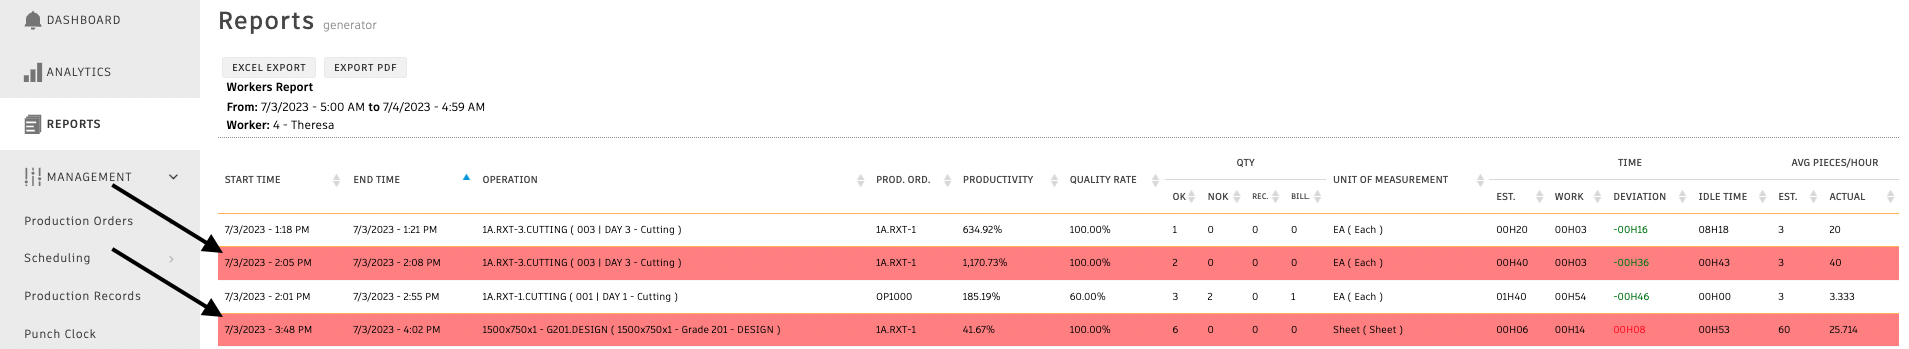 DASHBOARD
ANALYTICS
REPORTS
MANAGEMENT
Production Orders
Scheduling
Production Records
Punch Clock
Reports generator
EXCEL EXPORT EXPORT PDF
Workers Report
From: 7/3/2023 - 5:00 AM to 7/4/2023 - 4:59 AM
Worker: 4 - Theresa
QTY TIME AVG PIECES/HOUR
START TIME END TIME OPERATION PROD. ORD. PRODUCTIVITY QUALITY RATE UNIT OF MEASUREMENT
OK NOK REC. BILL. EST. WORK DEVIATION IDLE TIME EST. ACTUAL
7/3/2023 - 1:18 PM 7/3/2023 - 1:21 PM 1A.RXT-3.CUTTING ( 003 | DAY 3 - Cutting ) 1A.RXT-1 634.92% 100.00% 1 0 0 0 EA ( Each ) 00H20 00H03 -00H16 08H18 3 20
7/3/2023 - 2:05 PM 7/3/2023 - 2:08 PM 1A.RXT-3.CUTTING ( 003 | DAY 3 - Cutting ) 1A.RXT-1 1,170.73% 100.00% 2 0 0 0 EA ( Each ) 00H40 00H03 -00H36 00H43 3 40
7/3/2023 - 2:01 PM 7/3/2023 - 2:55 PM 1A.RXT-1.CUTTING ( 001 | DAY 1 - Cutting ) OP1000 185.19% 60.00% 3 2 0 1 EA ( Each ) 01H40 00H54 -00H46 00H00 3 3.333
7/3/2023 - 3:48 PM 7/3/2023 - 4:02 PM 1500x750x1 - G201.DESIGN ( 1500x750x1 - Grade 201 - DESIGN ) 1A.RXT-1 41.67% 100.00% 6 0 0 0 Sheet ( Sheet ) 00H06 00H14 00H08 00H53 60 25.714